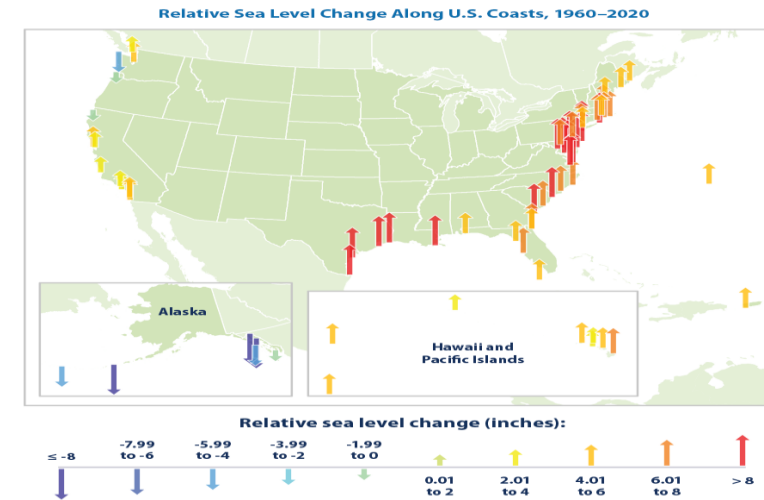 Relative Sea Level Change Along U.S. Coasts, 1960–2020
Alaska
Hawaii and
Pacific Islands
Relative sea level change (inches):
≤ -8
-7.99
to -6
-5.99
to -4
-3.99
to -2
-1.99
to 0
0.01
to 2
2.01
to 4
4.01
to 6
6.01
to 8
> 8